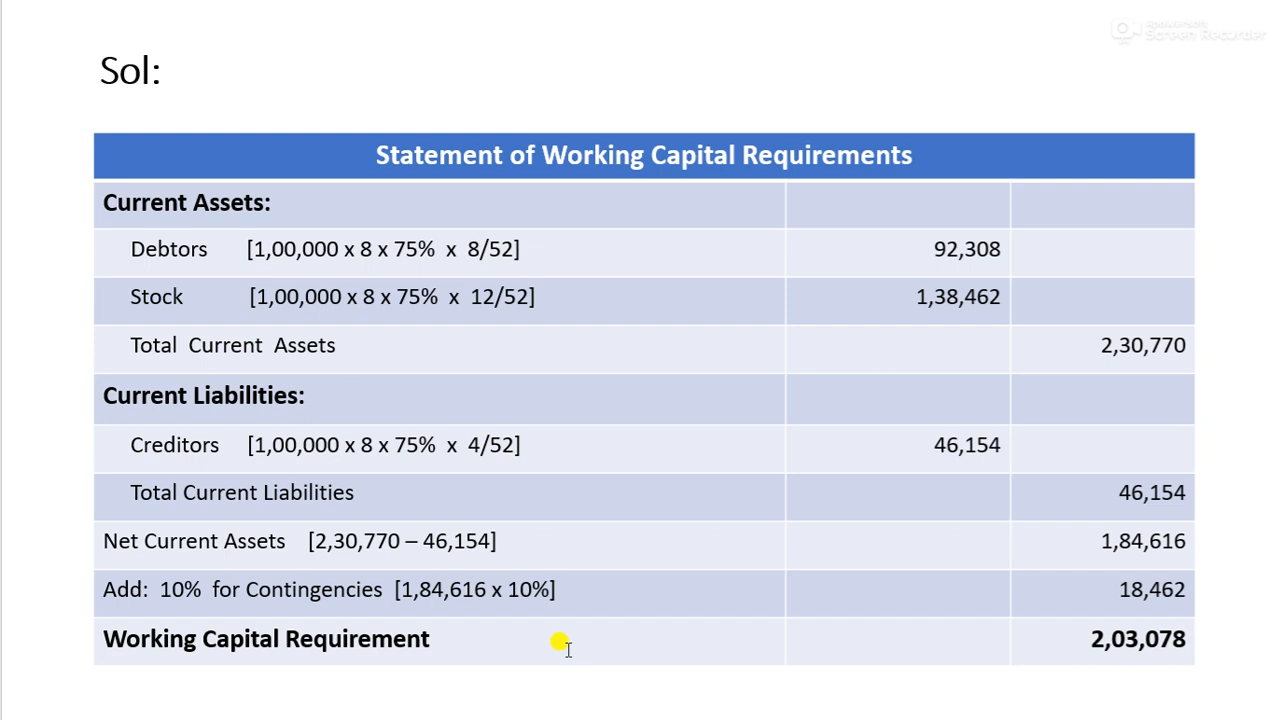 Apowersoft
Screen Recorder
Sol:
Statement of Working Capital Requirements
Current Assets:
Debtors [1,00,000 x 8 x 75% x 8/52] 92,308
Stock [1,00,000 x 8 x 75% x 12/52] 1,38,462
Total Current Assets 2,30,770
Current Liabilities:
Creditors [1,00,000 x 8 x 75% x 4/52] 46,154
Total Current Liabilities 46,154
Net Current Assets [2,30,770 – 46,154] 1,84,616
Add: 10% for Contingencies [1,84,616 x 10%] 18,462
Working Capital Requirement 2,03,078